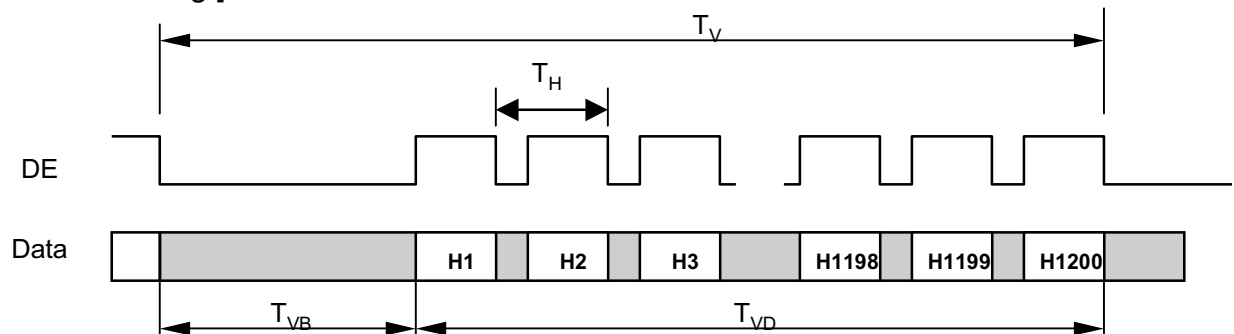 T_V
T_H
DE
Data
H1 H2 H3 H1198 H1199 H1200
T_VB T_VD